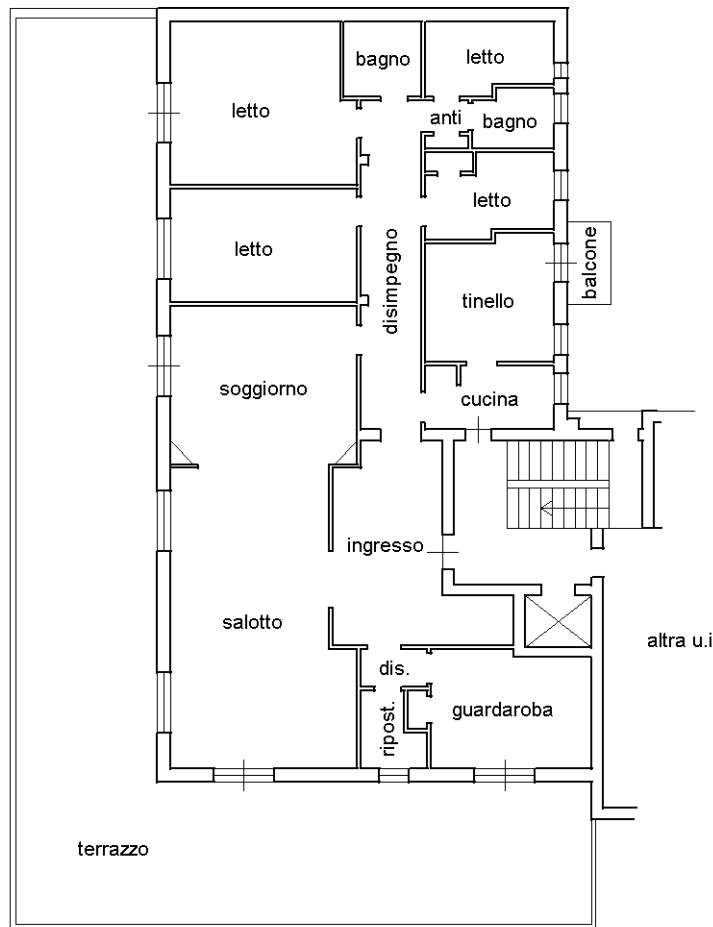 bagno
letto
letto
anti
bagno
letto
letto
disimpegno
balcone
tinello
soggiorno
cucina
ingresso
salotto
altra u.i
dis.
ripost.
guardaroba
terrazzo